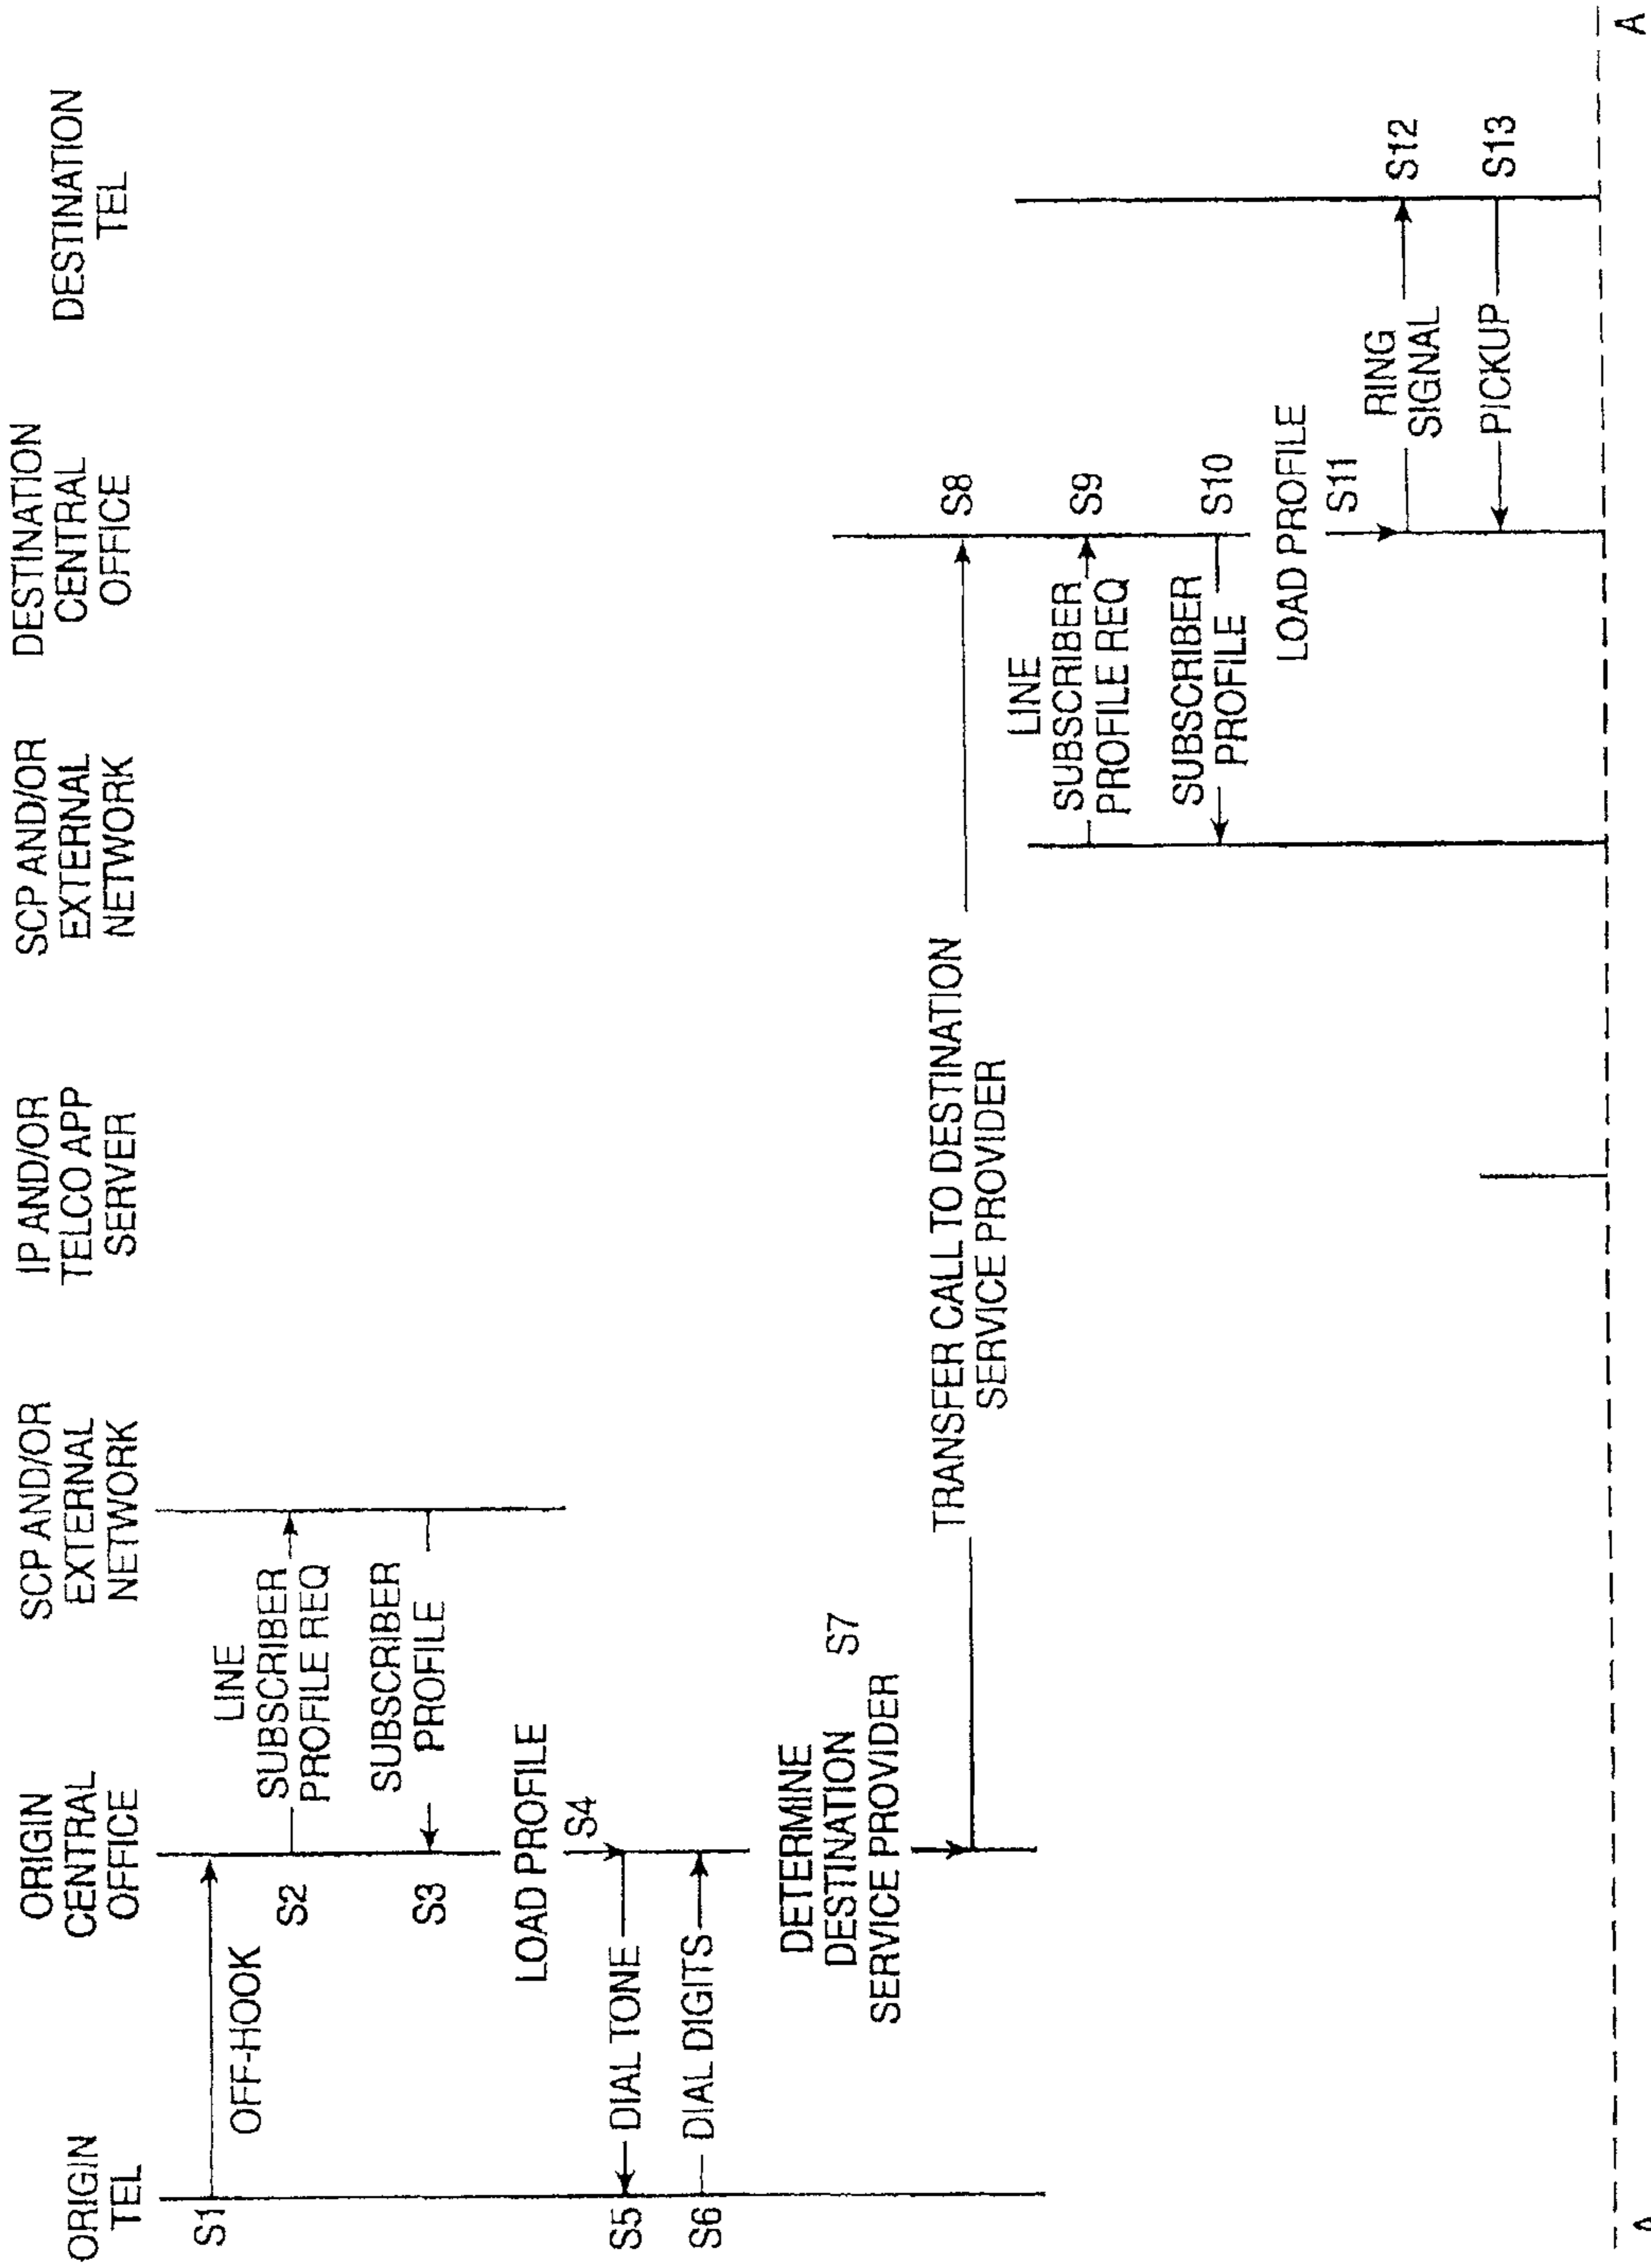 ORIGIN
TEL
ORIGIN
CENTRAL
OFFICE
SCP AND/OR
EXTERNAL
NETWORK
IP AND/OR
TELCO APP
SERVER
SCP AND/OR
EXTERNAL
NETWORK
DESTINATION
CENTRAL
OFFICE
DESTINATION
TEL
S1
OFF-HOOK
S2
LINE
SUBSCRIBER
PROFILE REQ
S3
SUBSCRIBER
PROFILE
LOAD PROFILE
S4
S5
DIAL TONE
S6
DIAL DIGITS
DETERMINE
DESTINATION
SERVICE PROVIDER
S7
TRANSFER CALL TO DESTINATION
SERVICE PROVIDER
S8
LINE
SUBSCRIBER
PROFILE REQ
S9
SUBSCRIBER
PROFILE
S10
LOAD PROFILE
S11
RING
SIGNAL
S12
PICKUP
S13
A
A